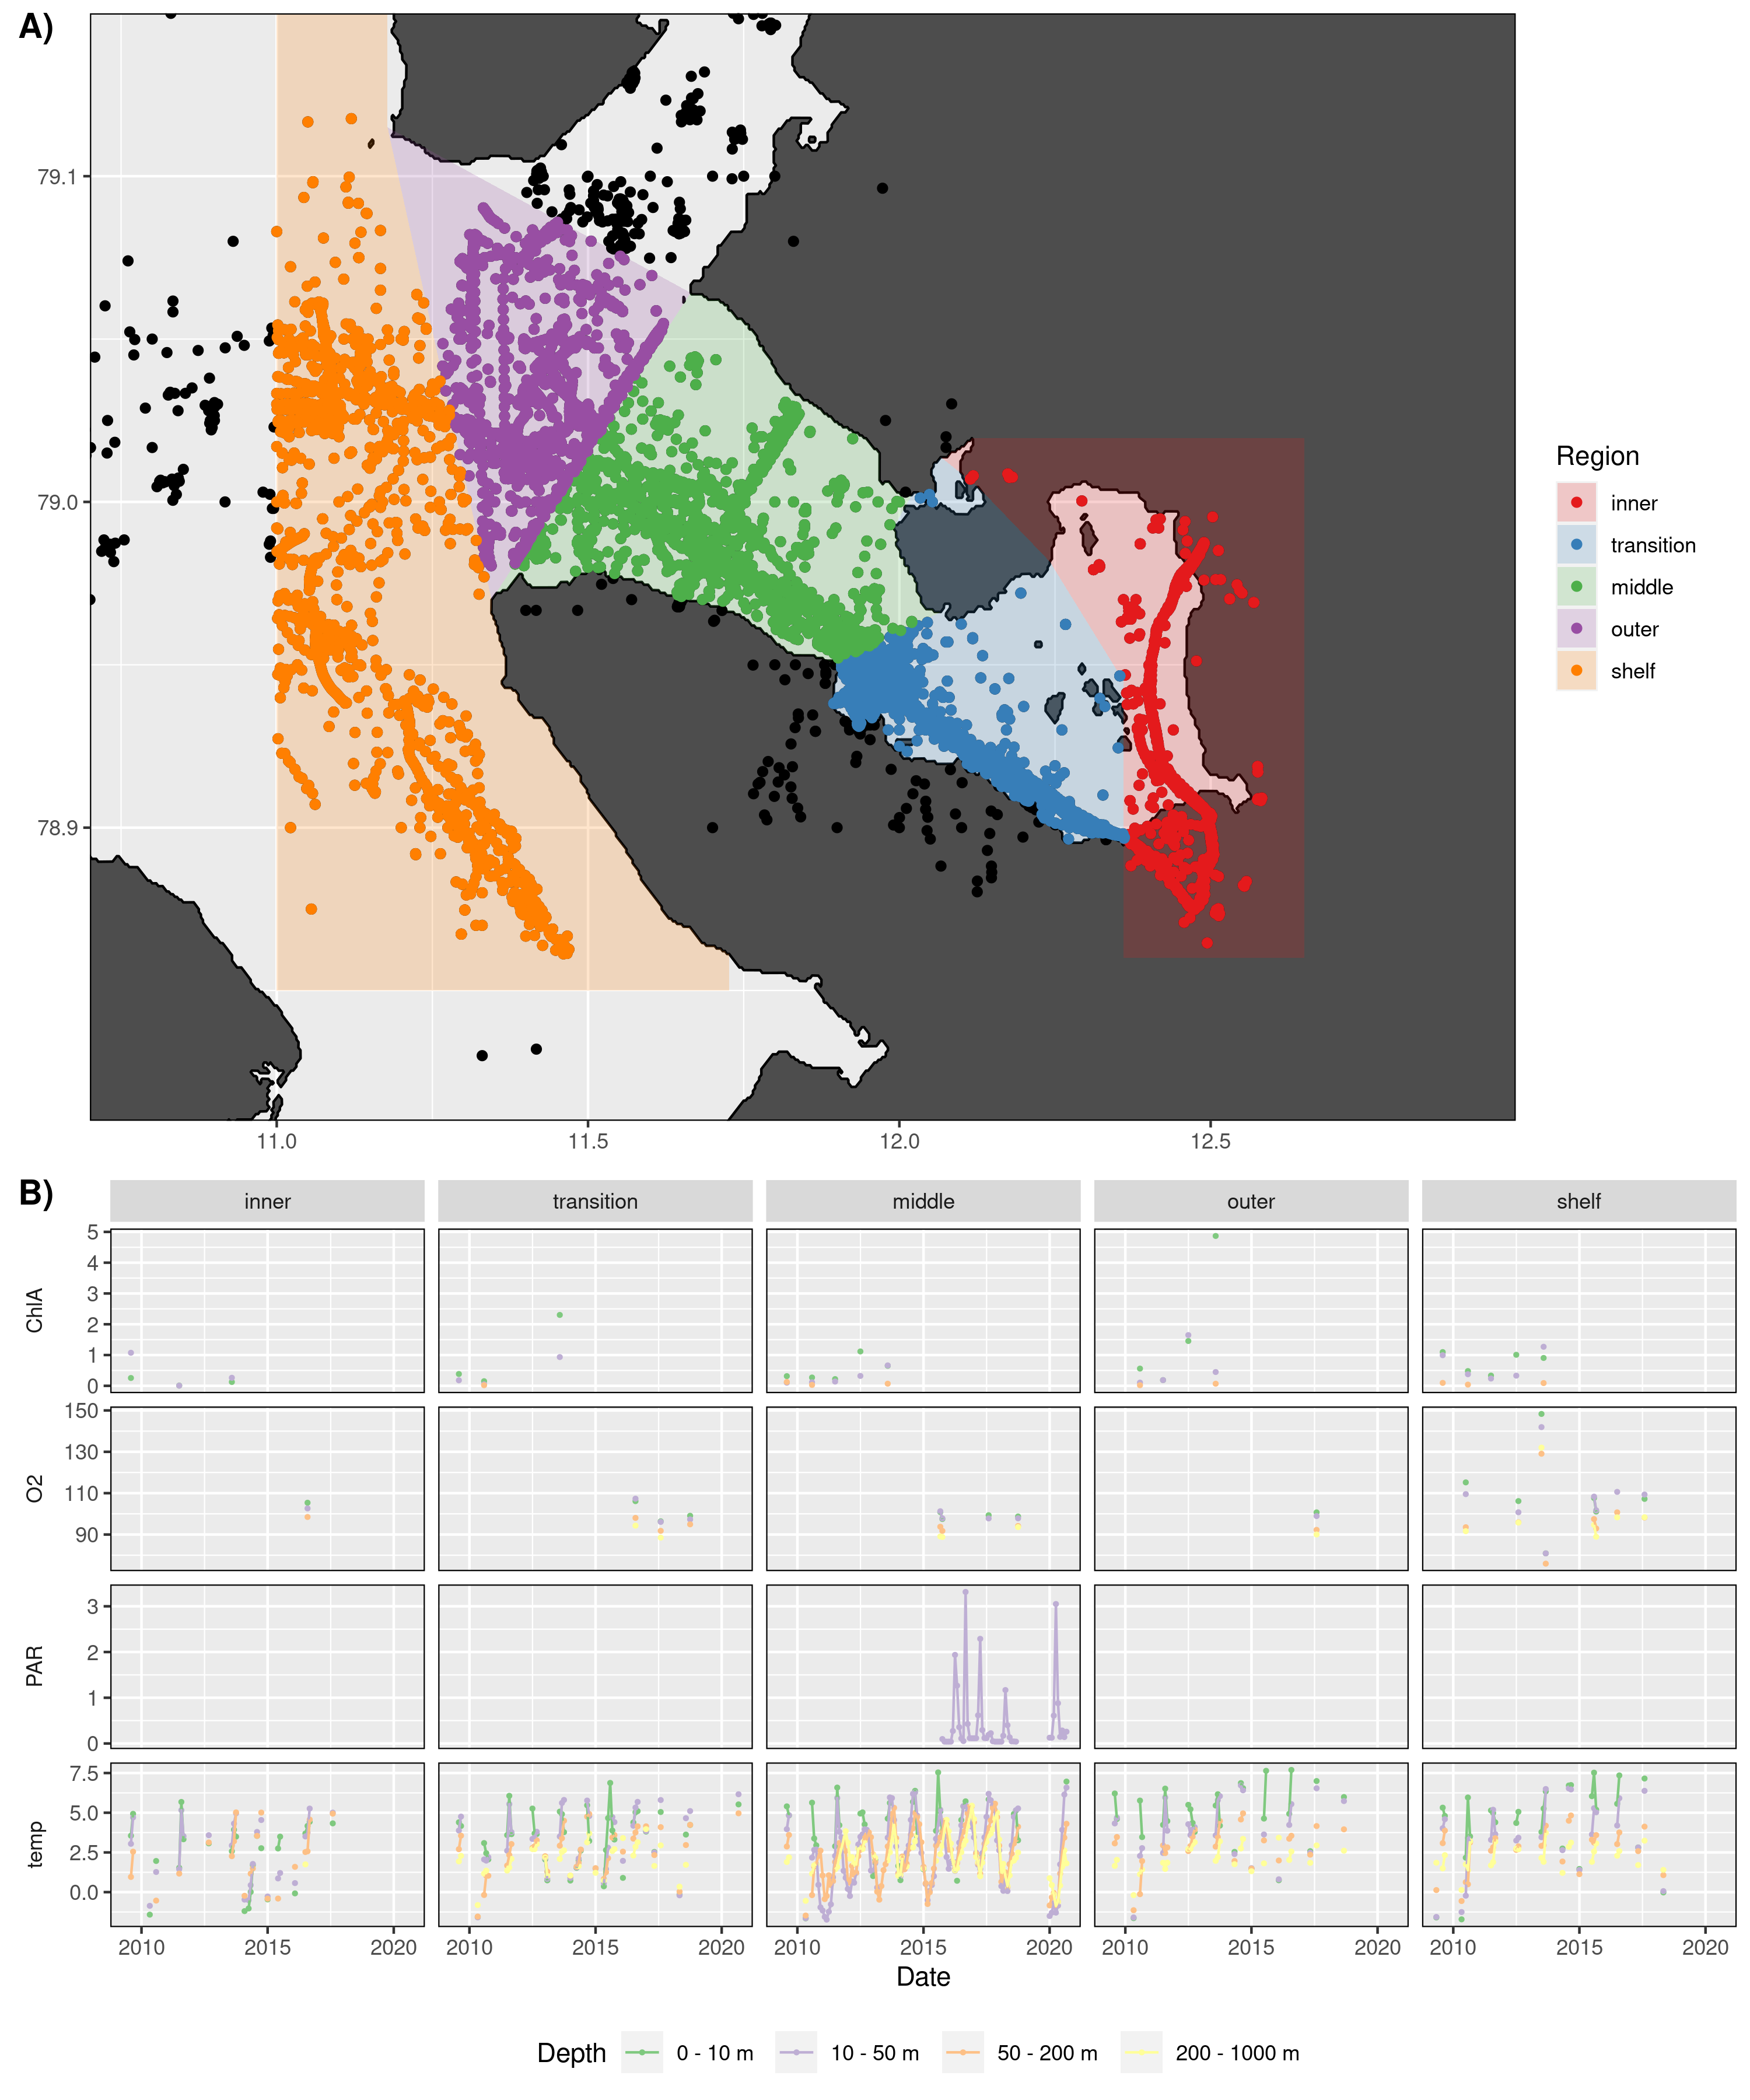 A)
79.1
79.0
78.9
11.0 11.5 12.0 12.5
Region
inner
transition
middle
outer
shelf
B)
inner transition middle outer shelf
ChlA
5
4
3
2
1
0
O2
150
130
110
90
PAR
3
2
1
0
temp
7.5
5.0
2.5
0.0
2010 2015 2020 2010 2015 2020 2010 2015 2020 2010 2015 2020 2010 2015 2020
Date
Depth 0 - 10 m 10 - 50 m 50 - 200 m 200 - 1000 m